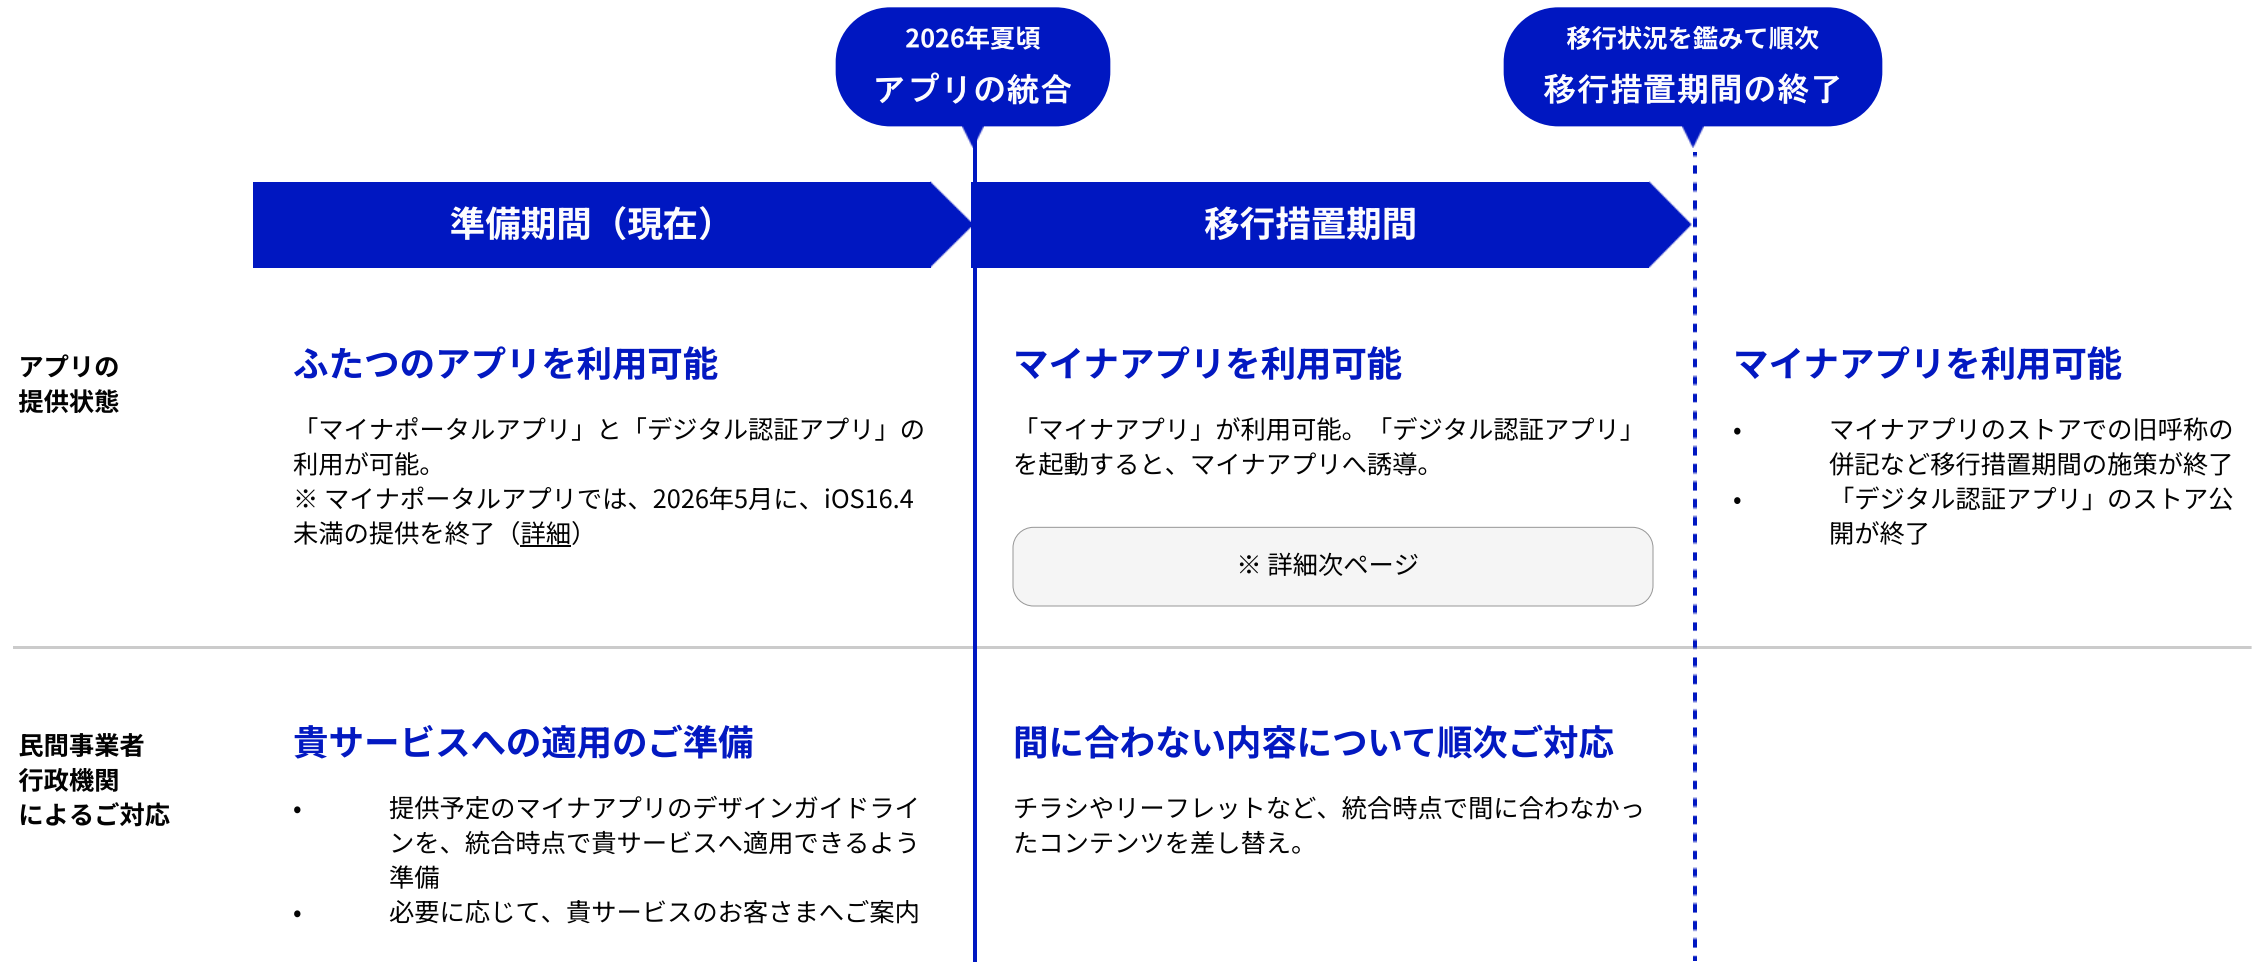 2026年夏頃
アプリの統合
移行状況を鑑みて順次
移行措置期間の終了
準備期間（現在）
移行措置期間
アプリの
提供状態
ふたつのアプリを利用可能
「マイナポータルアプリ」と「デジタル認証アプリ」の
利用が可能。
※ マイナポータルアプリでは、2026年5月に、iOS16.4
未満の提供を終了（詳細）
マイナアプリを利用可能
「マイナアプリ」が利用可能。「デジタル認証アプリ」
を起動すると、マイナアプリへ誘導。
※ 詳細次ページ
マイナアプリを利用可能
• マイナアプリのストアでの旧呼称の
併記など移行措置期間の施策が終了
• 「デジタル認証アプリ」のストア公
開が終了
民間事業者
行政機関
によるご対応
貴サービスへの適用のご準備
• 提供予定のマイナアプリのデザインガイドライ
ンを、統合時点で貴サービスへ適用できるよう
準備
• 必要に応じて、貴サービスのお客さまへご案内
間に合わない内容について順次ご対応
チラシやリーフレットなど、統合時点で間に合わなかっ
たコンテンツを差し替え。